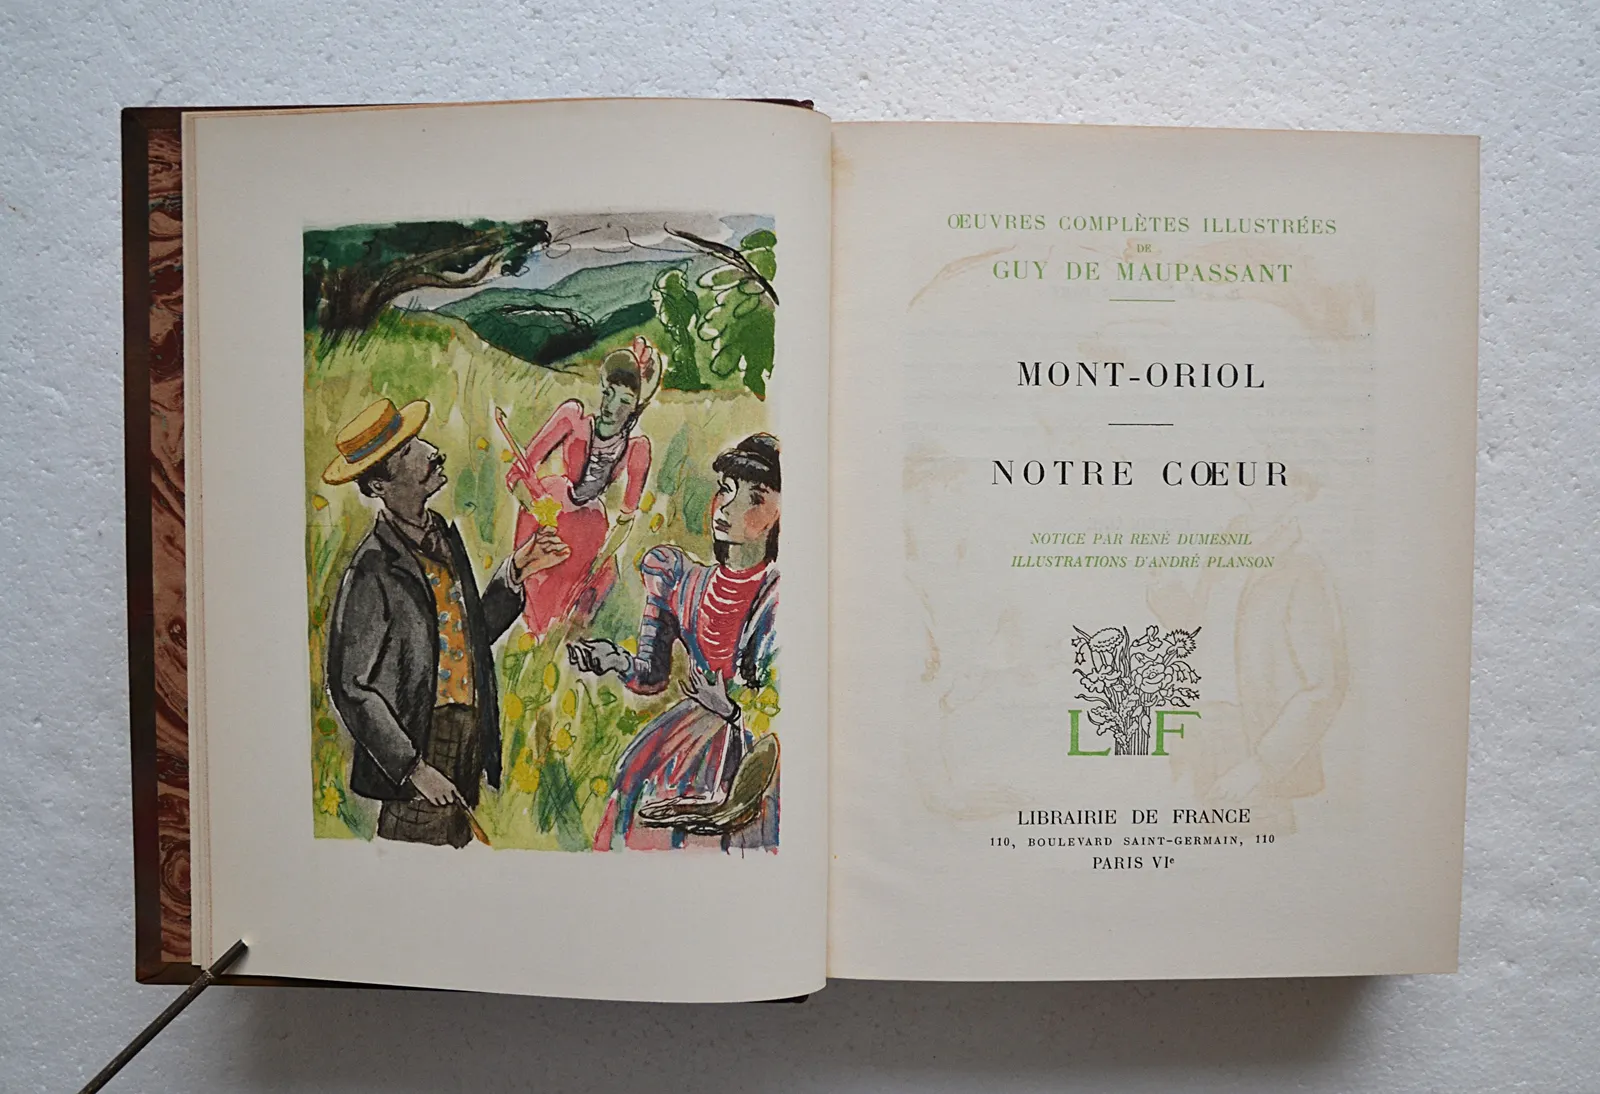 ŒUVRES COMPLÈTES ILLUSTRÉES
DE
GUY DE MAUPASSANT
MONT-ORIOL
NOTRE CŒUR
NOTICE PAR RENÉ DUMESNIL
ILLUSTRATIONS D'ANDRÉ PLANSON
L F
LIBRAIRIE DE FRANCE
110, BOULEVARD SAINT-GERMAIN, 110
PARIS VIe